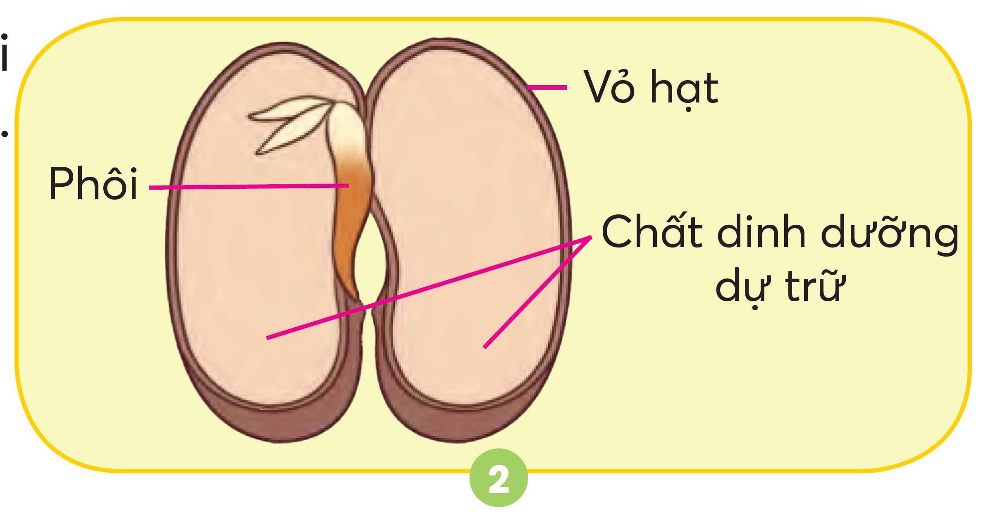 i
.
Vỏ hạt
Phôi
Chất dinh dưỡng
dự trữ
2